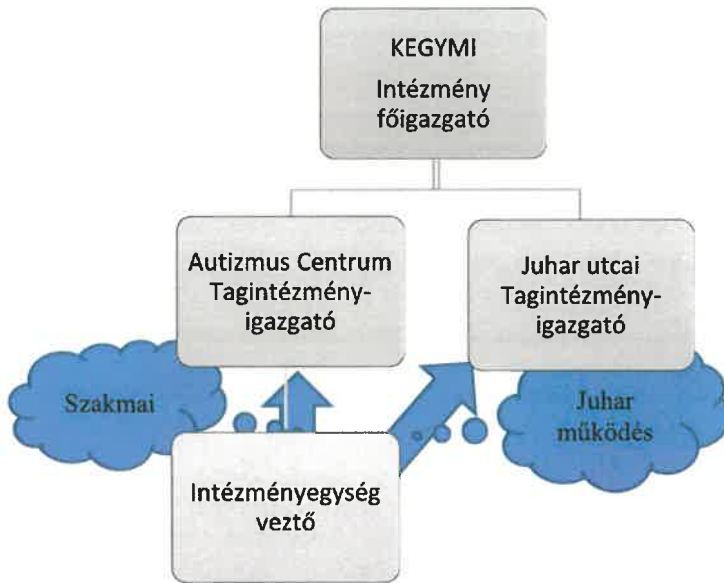 KEGYMI
Intézmény
főigazgató
Autizmus Centrum
Tagintézmény-
igazgató
Juhar utcai
Tagintézmény-
igazgató
Szakmai
Juhar
működés
Intézményegység
veztő